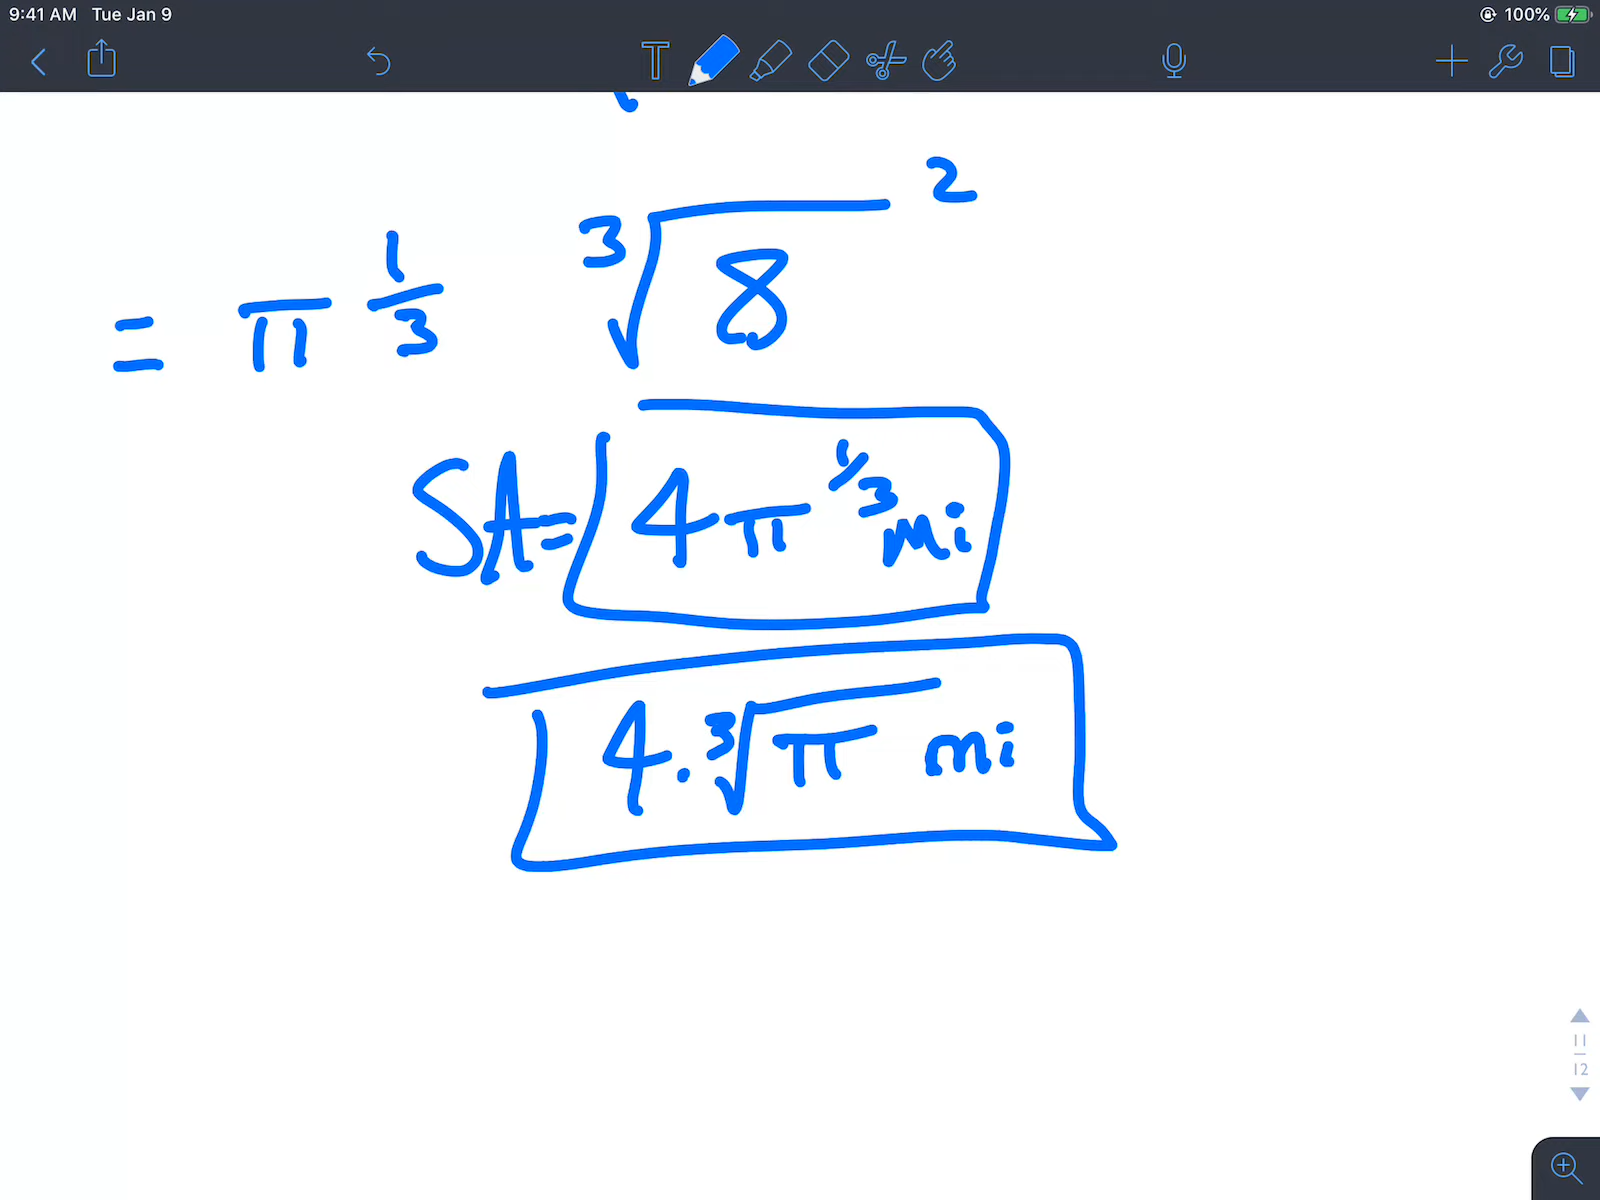 9:41 AM Tue Jan 9 100%
T
= π^(1/3) ∛8 ^2
SA = 4π^(1/3) mi
4 · ∛π mi
11
12